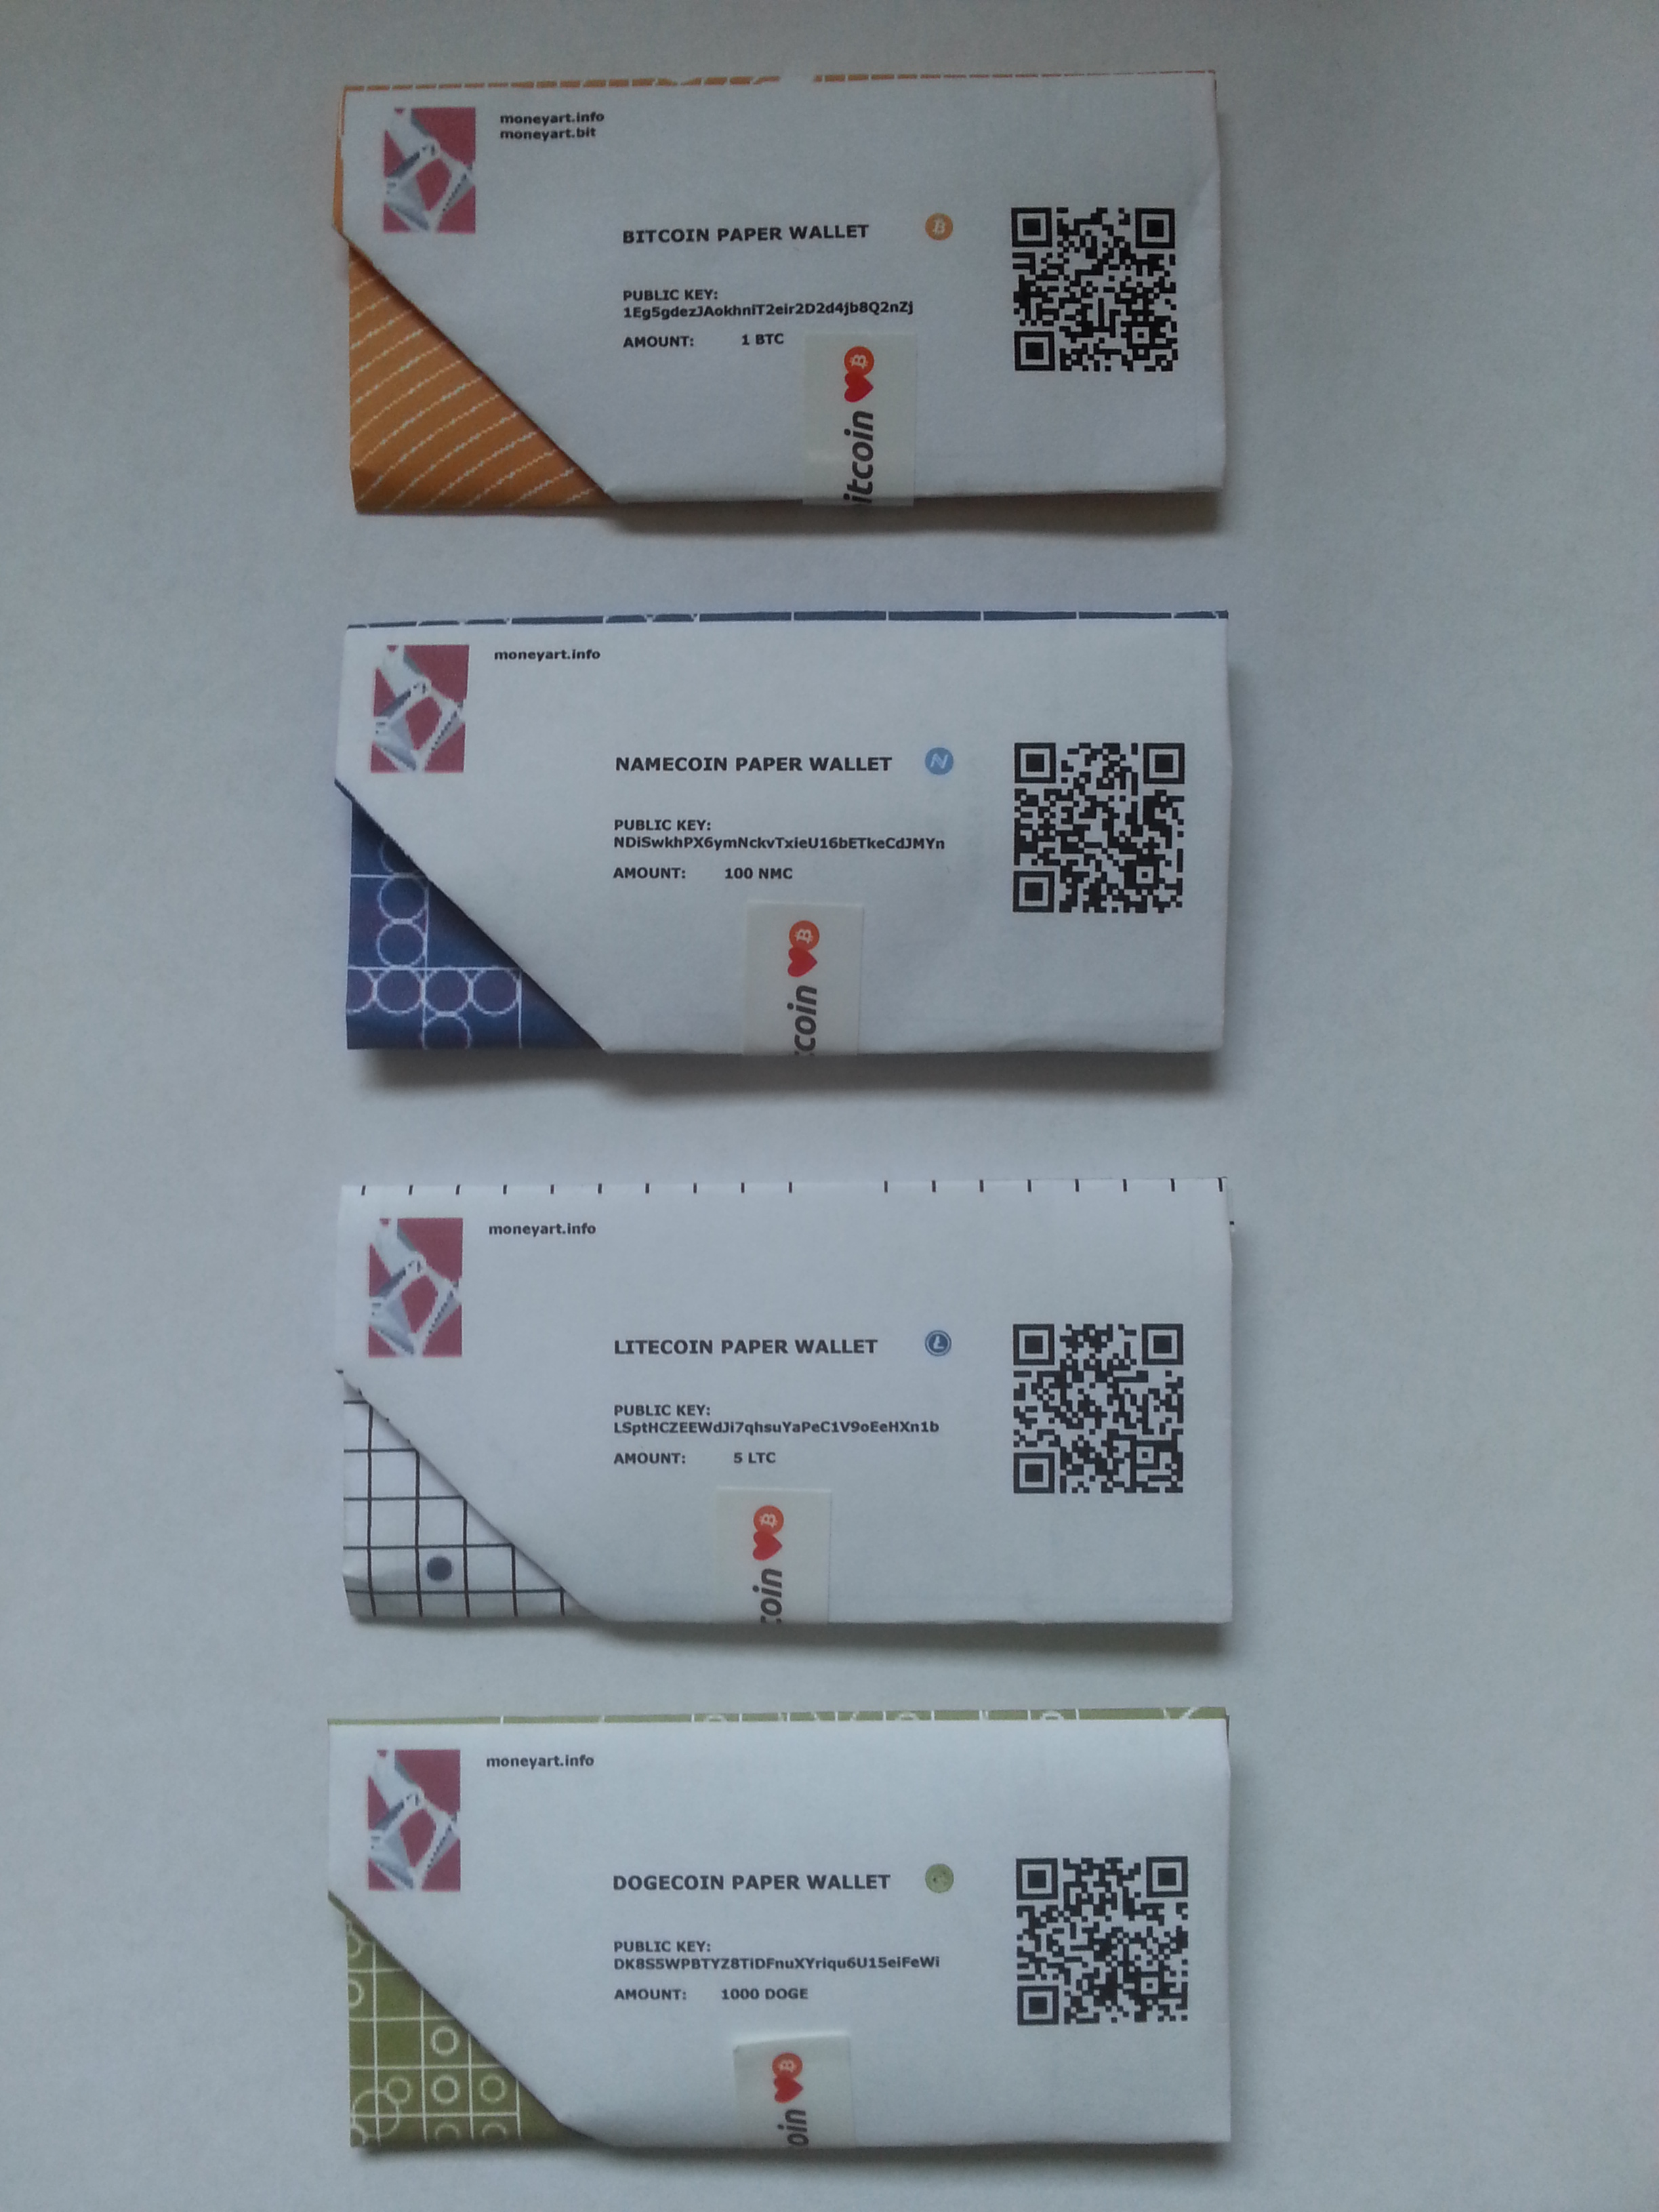 moneyart.info
moneyart.bit
BITCOIN PAPER WALLET
PUBLIC KEY:
1Eg5gdezJAokhniT2eir2D2d4jb8Q2nZj
AMOUNT: 1 BTC
itcoin
moneyart.info
NAMECOIN PAPER WALLET
PUBLIC KEY:
NDiSwkhPX6ymNckvTxieU16bETkeCdJMYn
AMOUNT: 100 NMC
coin
moneyart.info
LITECOIN PAPER WALLET
PUBLIC KEY:
LSptHCZEEWdJi7qhsuYaPeC1V9oEeHXn1b
AMOUNT: 5 LTC
coin
moneyart.info
DOGECOIN PAPER WALLET
PUBLIC KEY:
DK8S5WPBTYZ8TiDFnuXYriqu6U15eiFeWi
AMOUNT: 1000 DOGE
oin